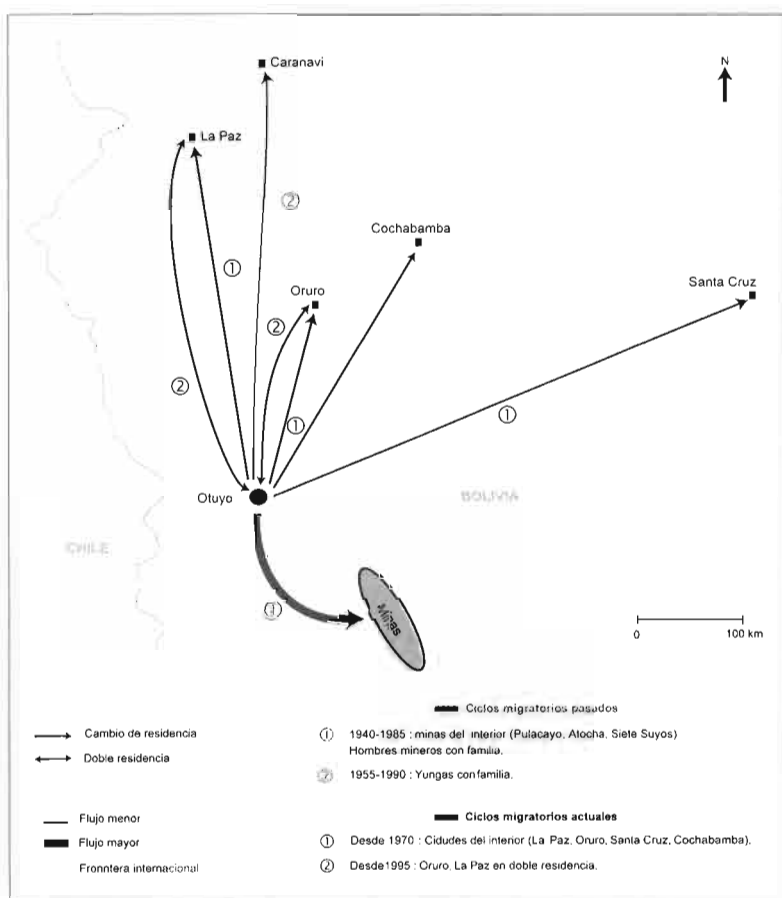 N
Caranavi
La Paz
②
Cochabamba
①
Santa Cruz
Oruro
②
②
①
①
Otuyo
BOLIVIA
CHILE
①
Minas
0 100 km
Ciclos migratorios pasados
Cambio de residencia
Doble residencia
① 1940-1985 : minas del interior (Pulacayo, Atocha, Siete Suyos)
Hombres mineros con familia.
② 1955-1990 : Yungas con familia.
Flujo menor
Flujo mayor
Fronntera internacional
Ciclos migratorios actuales
① Desde 1970 : Cidudes del interior (La Paz, Oruro, Santa Cruz, Cochabamba).
② Desde1995 : Oruro, La Paz en doble residencia.